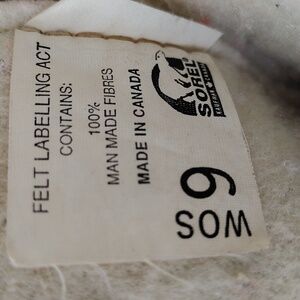 FELT LABELLING ACT
CONTAINS:
100%
MAN MADE FIBRES
MADE IN CANADA
SOREL
WOS 9